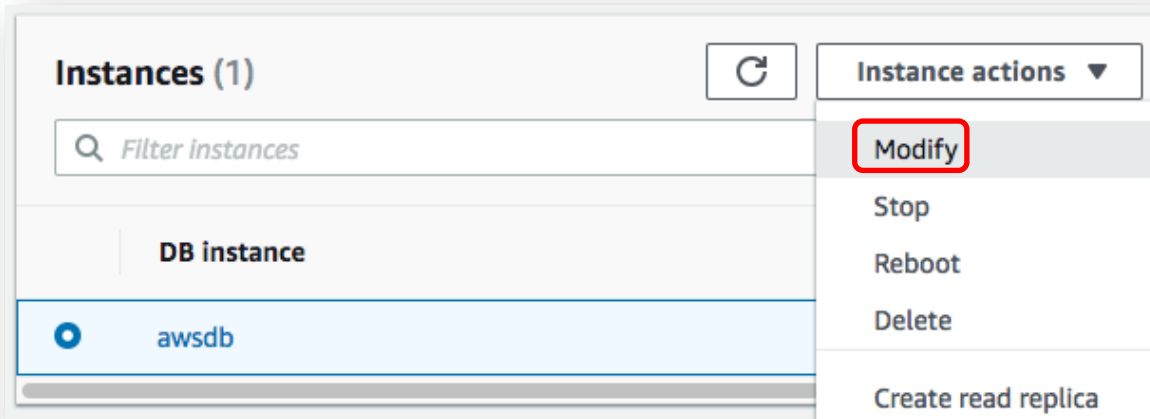 Instances (1)
Instance actions
Filter instances
Modify
Stop
DB instance
Reboot
Delete
awsdb
Create read replica